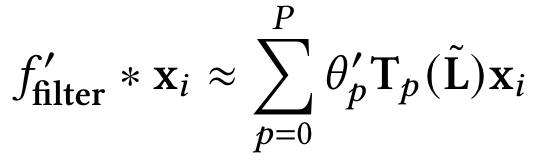 f′_filter ∗ x_i ≈ ∑_{p=0}^{P} θ′_p T_p(L̃)x_i